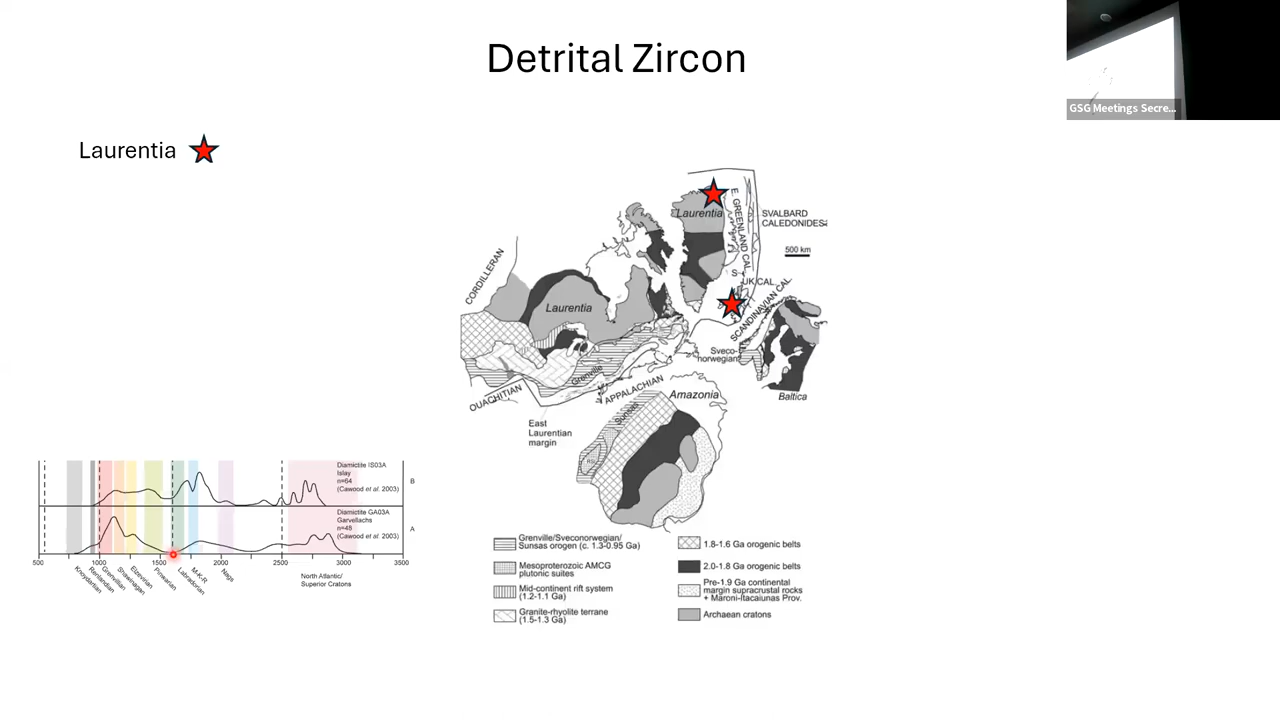 Detrital Zircon
GSG Meetings Secre...
Laurentia
Laurentia
E. GREENLAND CAL.
SVALBARD
CALEDONIDES
500 km
CORDILLERAN
S
UK CAL.
SCANDINAVIAN CAL.
Laurentia
Sveco-
norwegian
Grenville
OUACHITIAN
APPALACHIAN
Baltica
Amazonia
Sunsas
East
Laurentian
margin
Diamictite IS03A
Islay
n=64
(Cawood et al. 2003)
B
Diamictite GA03A
Garvellachs
n=48
(Cawood et al. 2003)
A
500
1000
1500
2000
2500
3000
3500
Knoydartian
Renlandian
Grenvillian
Shawinigan
Elzevirian
Pinwarian
Labradorian
M-K-R
Nags
North Atlantic/
Superior Cratons
Grenville/Sveconorwegian/
Sunsas orogen (c. 1.3-0.95 Ga)
Mesoproterozoic AMCG
plutonic suites
Mid-continent rift system
(1.2-1.1 Ga)
Granite-rhyolite terrane
(1.5-1.3 Ga)
1.8-1.6 Ga orogenic belts
2.0-1.8 Ga orogenic belts
Pre-1.9 Ga continental
margin supracrustal rocks
+ Maroni-Itacaiunas Prov.
Archaean cratons